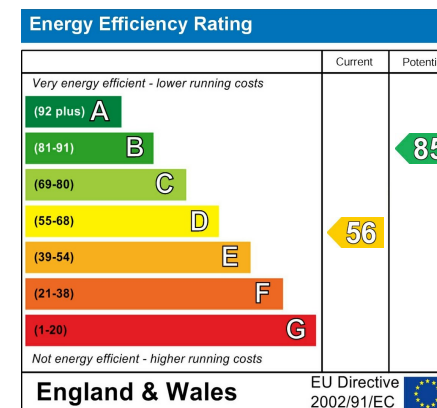 Energy Efficiency Rating
Current Potenti
Very energy efficient - lower running costs
(92 plus) A
(81-91) B 85
(69-80) C
(55-68) D 56
(39-54) E
(21-38) F
(1-20) G
Not energy efficient - higher running costs
England & Wales
EU Directive
2002/91/EC